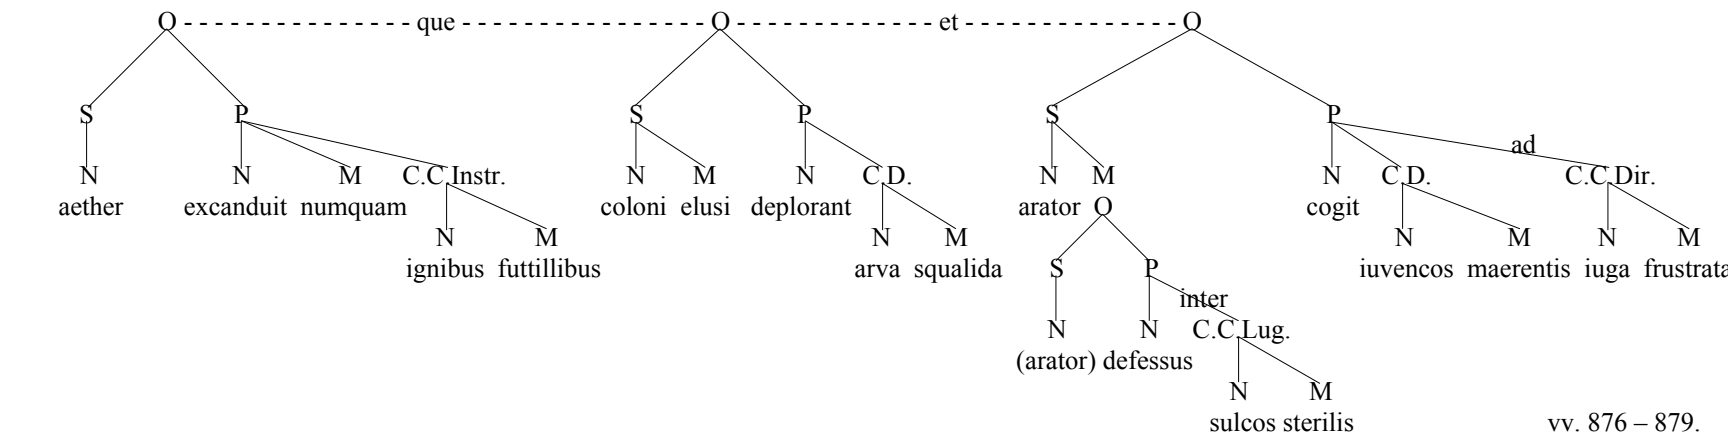 O que O et O
S P S P S P
ad
N N M C.C.Instr. N M N C.D. N M N C.D. C.C.Dir.
aether excanduit numquam coloni elusi deplorant arator O cogit
N M N M N M N M
ignibus futtillibus arva squalida S P iuvencos maerentis iuga frustrata
inter
N N C.C.Lug.
(arator) defessus
N M
sulcos sterilis vv. 876 – 879.